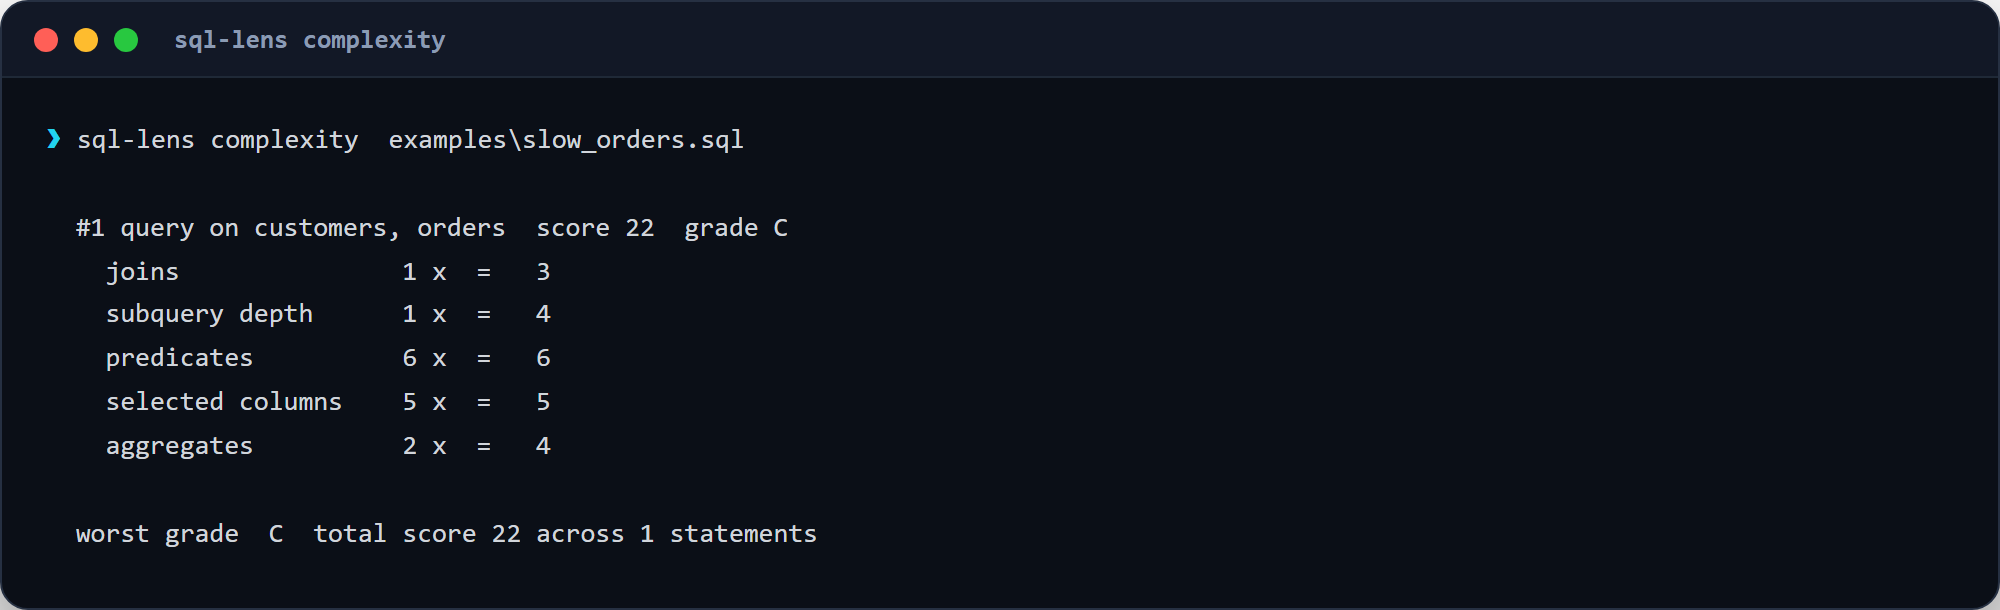 sql-lens complexity
❯ sql-lens complexity  examples\slow_orders.sql
#1 query on customers, orders  score 22  grade C
joins               1 x  =   3
subquery depth      1 x  =   4
predicates          6 x  =   6
selected columns    5 x  =   5
aggregates          2 x  =   4
worst grade  C  total score 22 across 1 statements